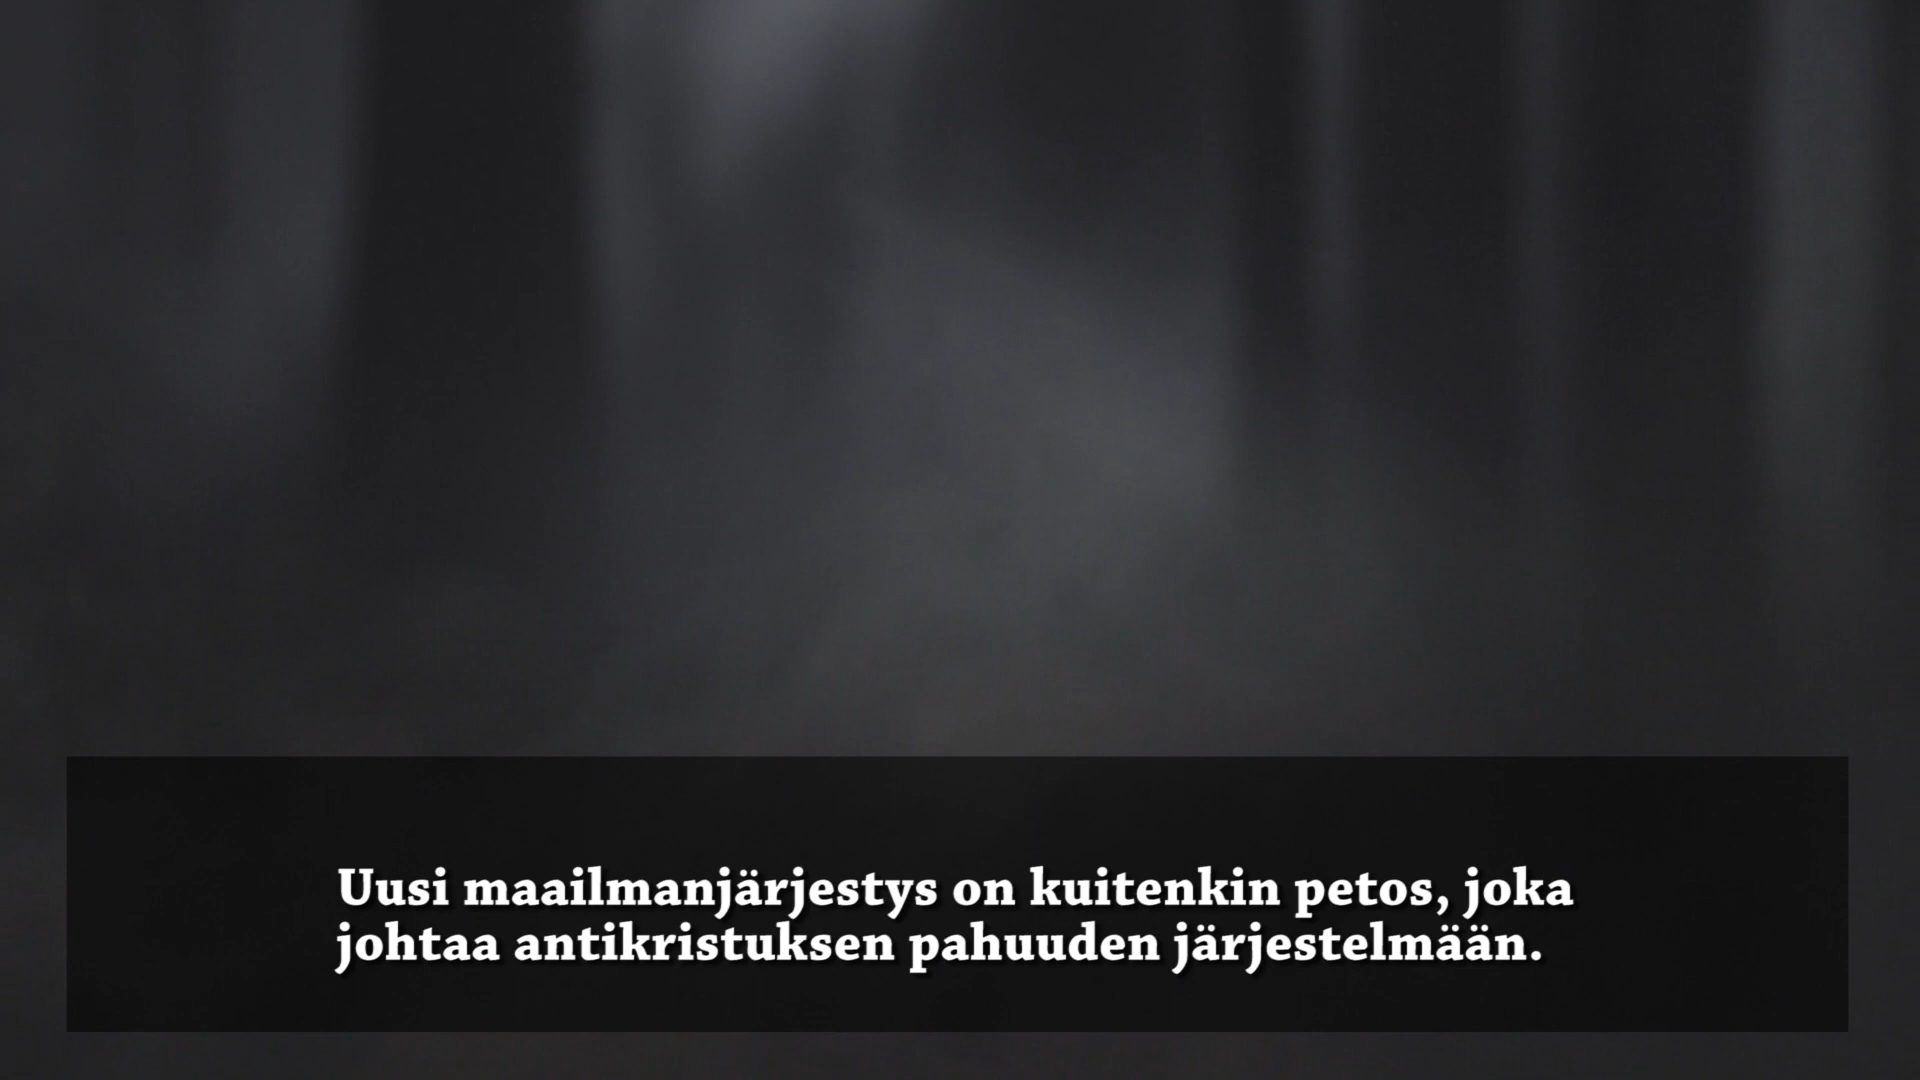 Uusi maailmanjärjestys on kuitenkin petos, joka
johtaa antikristuksen pahuuden järjestelmään.